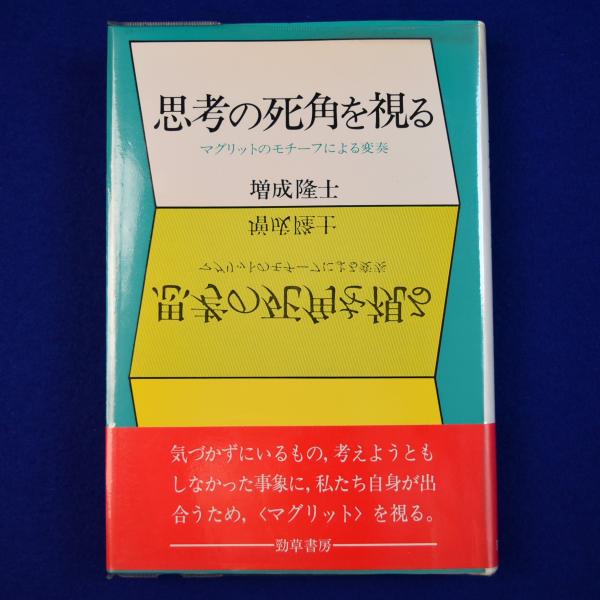 思考の死角を視る
マグリットのモチーフによる変奏
増成隆士
増成隆士
マグリットのモチーフによる変奏
思考の死角を視る
気づかずにいるもの，考えようとも
しなかった事象に，私たち自身が出
合うため，〈マグリット〉を視る。
勁草書房